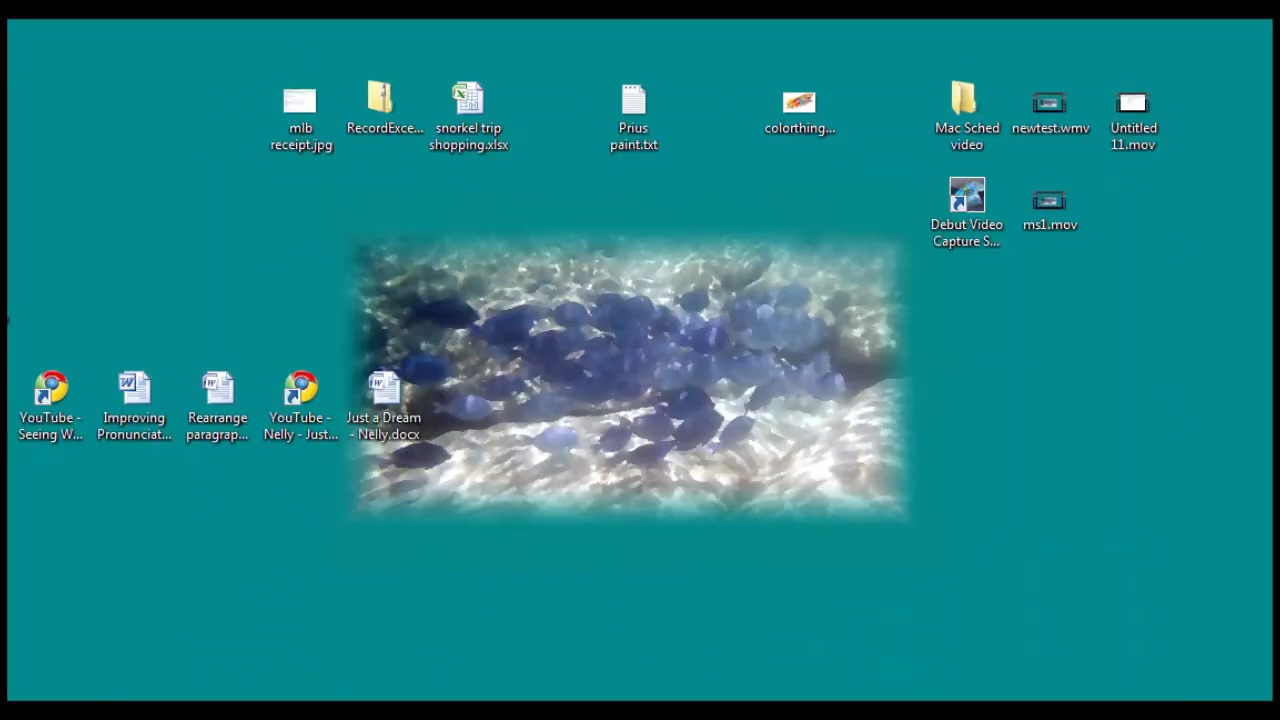 mlb
receipt.jpg
RecordExce...
snorkel trip
shopping.xlsx
Prius
paint.txt
colorthing...
Mac Sched
video
newtest.wmv
Untitled
11.mov
Debut Video
Capture S...
ms1.mov
YouTube -
Seeing W...
Improving
Pronunciat...
Rearrange
paragrap...
YouTube -
Nelly - Just...
Just a Dream
- Nelly.docx